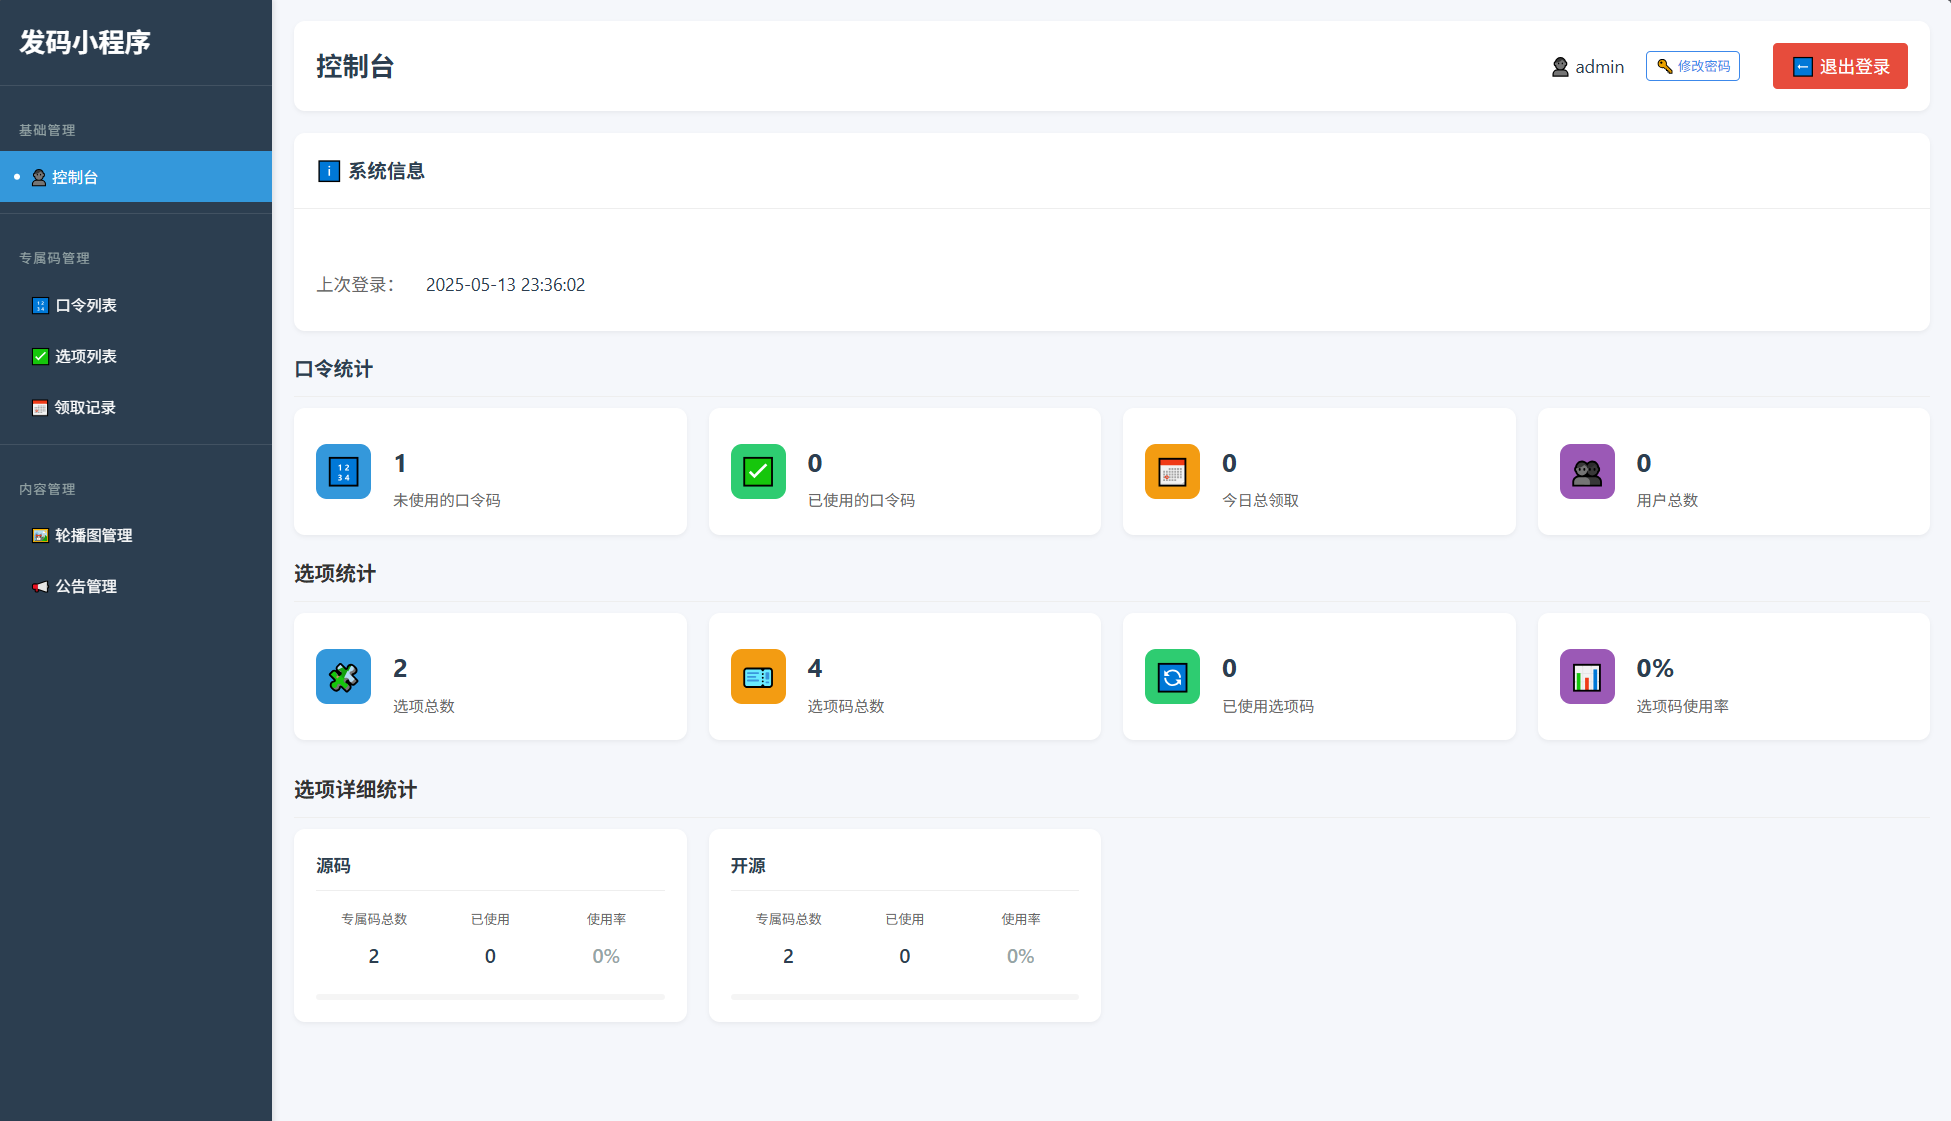 发码小程序
基础管理
控制台
专属码管理
口令列表
选项列表
领取记录
内容管理
轮播图管理
公告管理
控制台
admin
修改密码
退出登录
系统信息
上次登录： 2025-05-13 23:36:02
口令统计
1
未使用的口令码
0
已使用的口令码
0
今日总领取
0
用户总数
选项统计
2
选项总数
4
选项码总数
0
已使用选项码
0%
选项码使用率
选项详细统计
源码
专属码总数 已使用 使用率
2 0 0%
开源
专属码总数 已使用 使用率
2 0 0%